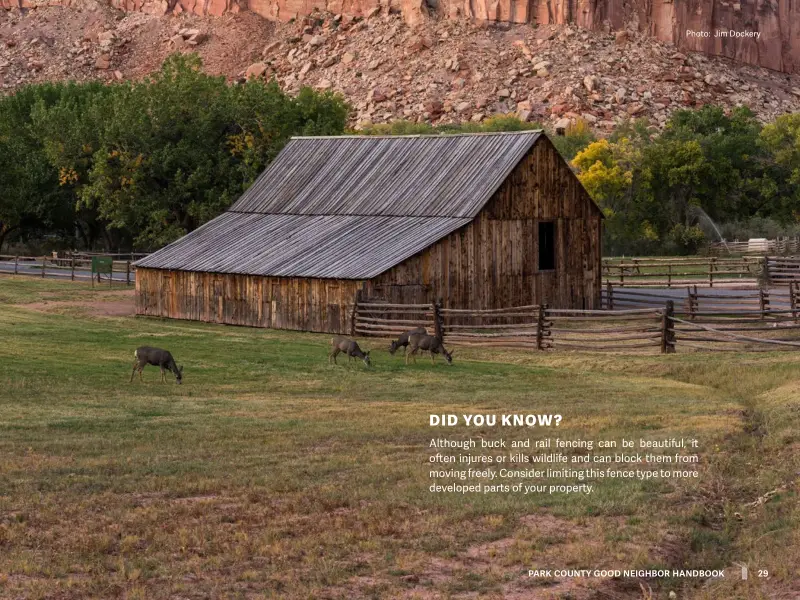 Photo: Jim Dockery
DID YOU KNOW?
Although buck and rail fencing can be beautiful, it
often injures or kills wildlife and can block them from
moving freely. Consider limiting this fence type to more
developed parts of your property.
PARK COUNTY GOOD NEIGHBOR HANDBOOK 29